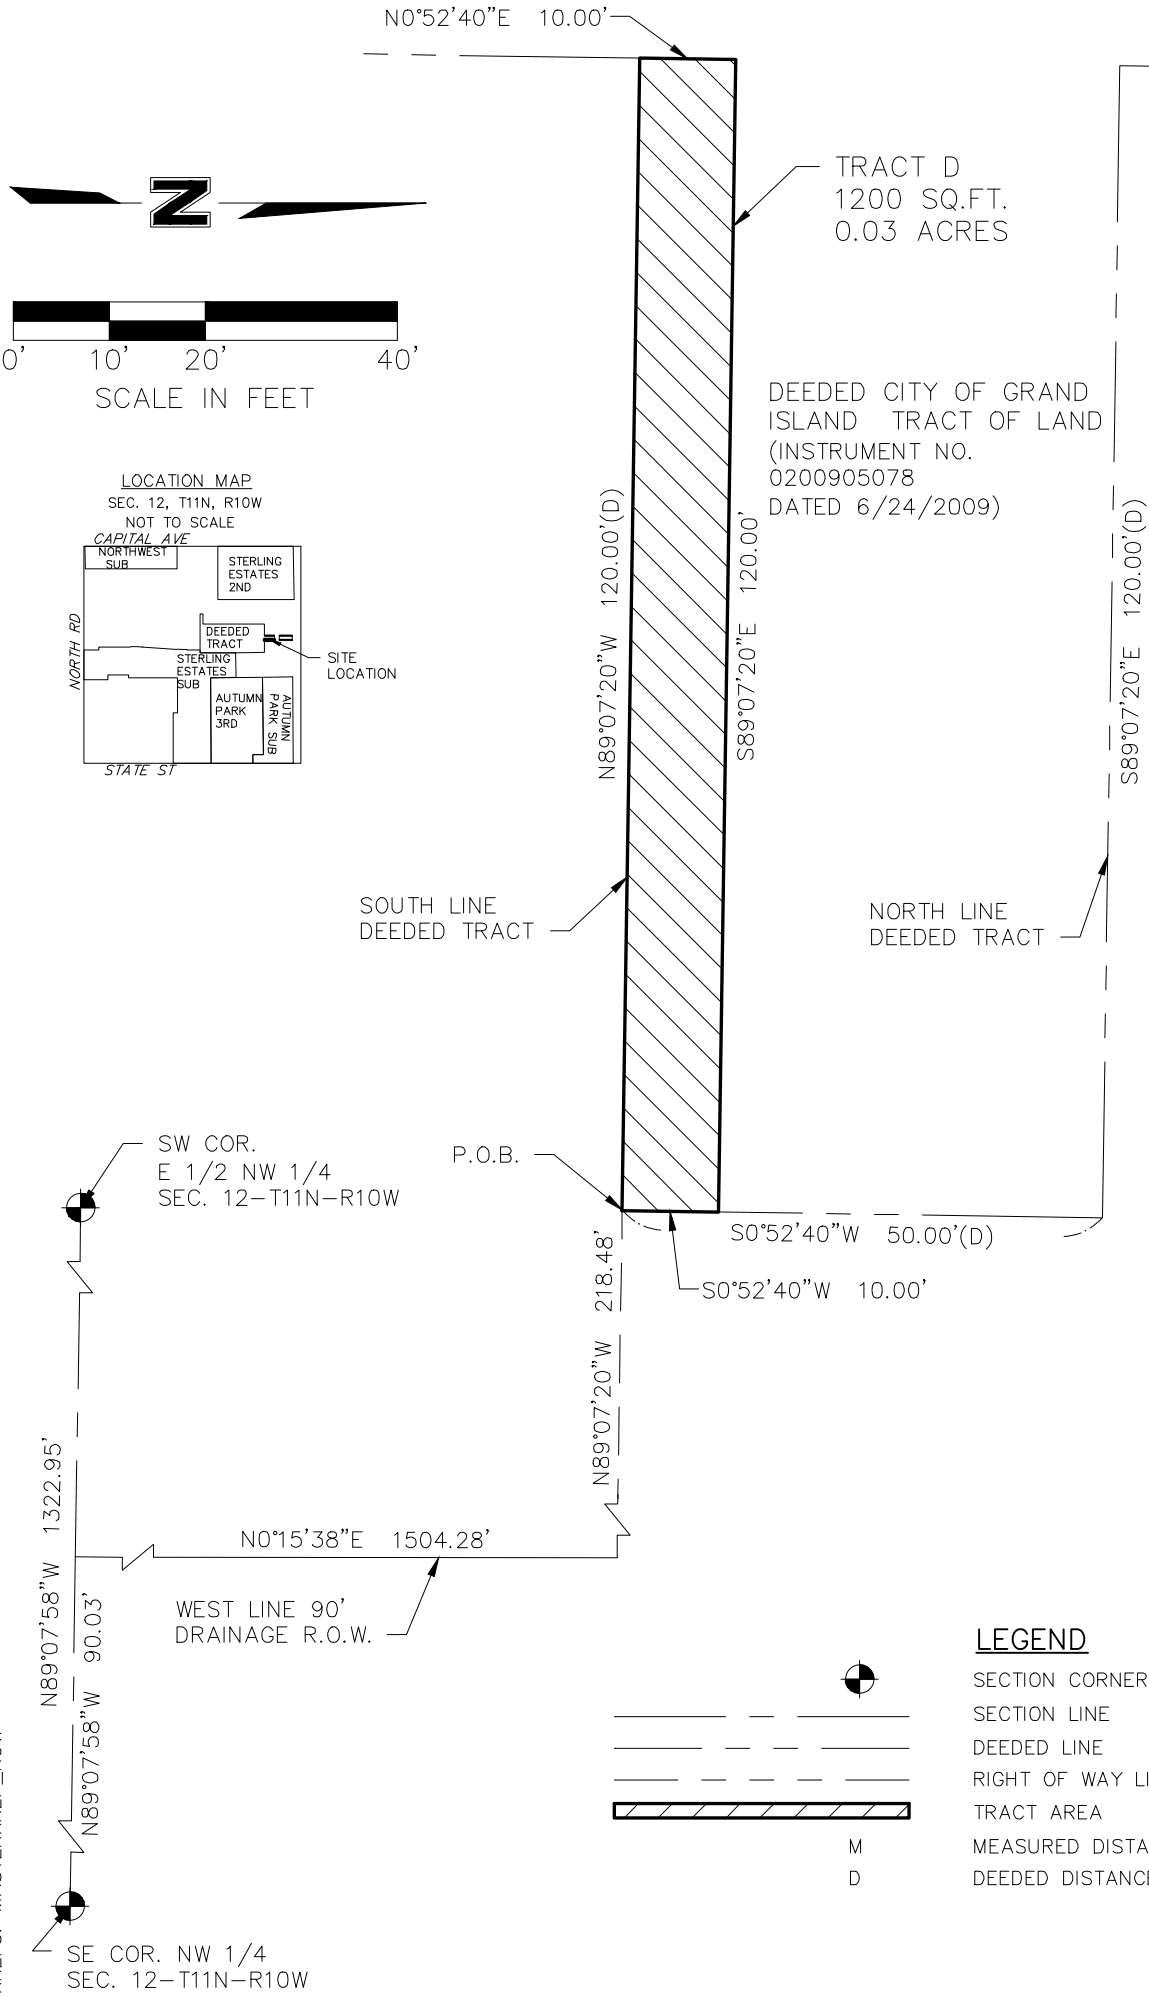 N0°52'40"E 10.00'
TRACT D
1200 SQ.FT.
0.03 ACRES
N
0' 10' 20' 40'
SCALE IN FEET
DEEDED CITY OF GRAND
ISLAND TRACT OF LAND
(INSTRUMENT NO.
0200905078
DATED 6/24/2009)
LOCATION MAP
SEC. 12, T11N, R10W
NOT TO SCALE
CAPITAL AVE
NORTHWEST
SUB
STERLING
ESTATES
2ND
NORTH RD
DEEDED
TRACT
SITE
LOCATION
STERLING
ESTATES
SUB
AUTUMN
PARK
3RD
AUTUMN
PARK SUB
STATE ST
N89°07'20"W 120.00'(D)
S89°07'20"E 120.00'
S89°07'20"E 120.00'(D)
SOUTH LINE
DEEDED TRACT
NORTH LINE
DEEDED TRACT
SW COR.
E 1/2 NW 1/4
SEC. 12-T11N-R10W
P.O.B.
S0°52'40"W 50.00'(D)
S0°52'40"W 10.00'
N89°07'20"W 218.48'
N89°07'58"W 1322.95'
N0°15'38"E 1504.28'
WEST LINE 90'
DRAINAGE R.O.W.
N89°07'58"W 90.03'
SE COR. NW 1/4
SEC. 12-T11N-R10W
LEGEND
SECTION CORNER
SECTION LINE
DEEDED LINE
RIGHT OF WAY LI
TRACT AREA
M MEASURED DISTA
D DEEDED DISTANCE